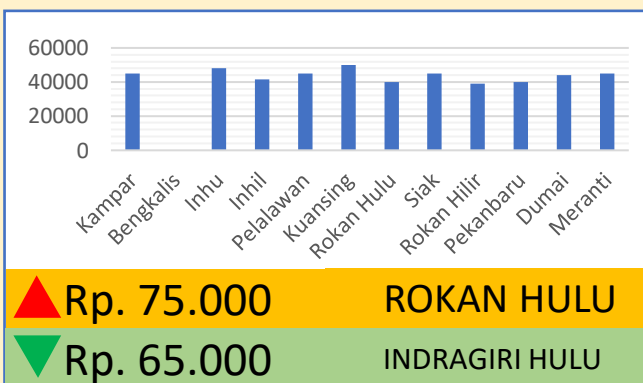 60000
40000
20000
0
Kampar
Bengkalis
Inhu
Inhil
Pelalawan
Kuansing
Rokan Hulu
Siak
Rokan Hilir
Pekanbaru
Dumai
Meranti
Rp. 75.000 ROKAN HULU
Rp. 65.000 INDRAGIRI HULU